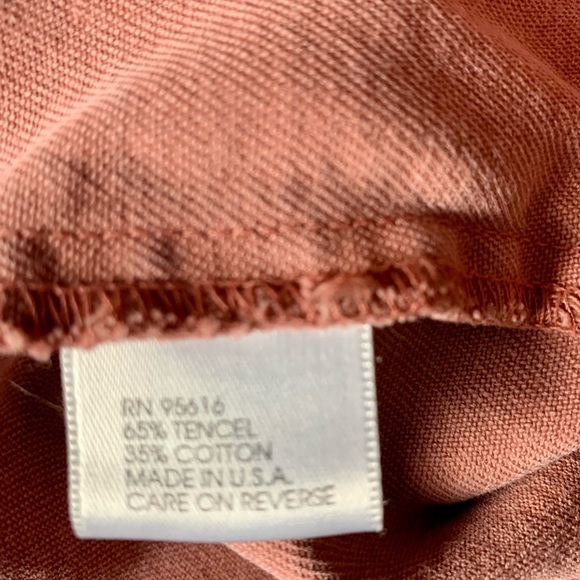 RN 95616
65% TENCEL
35% COTTON
MADE IN U.S.A.
CARE ON REVERSE